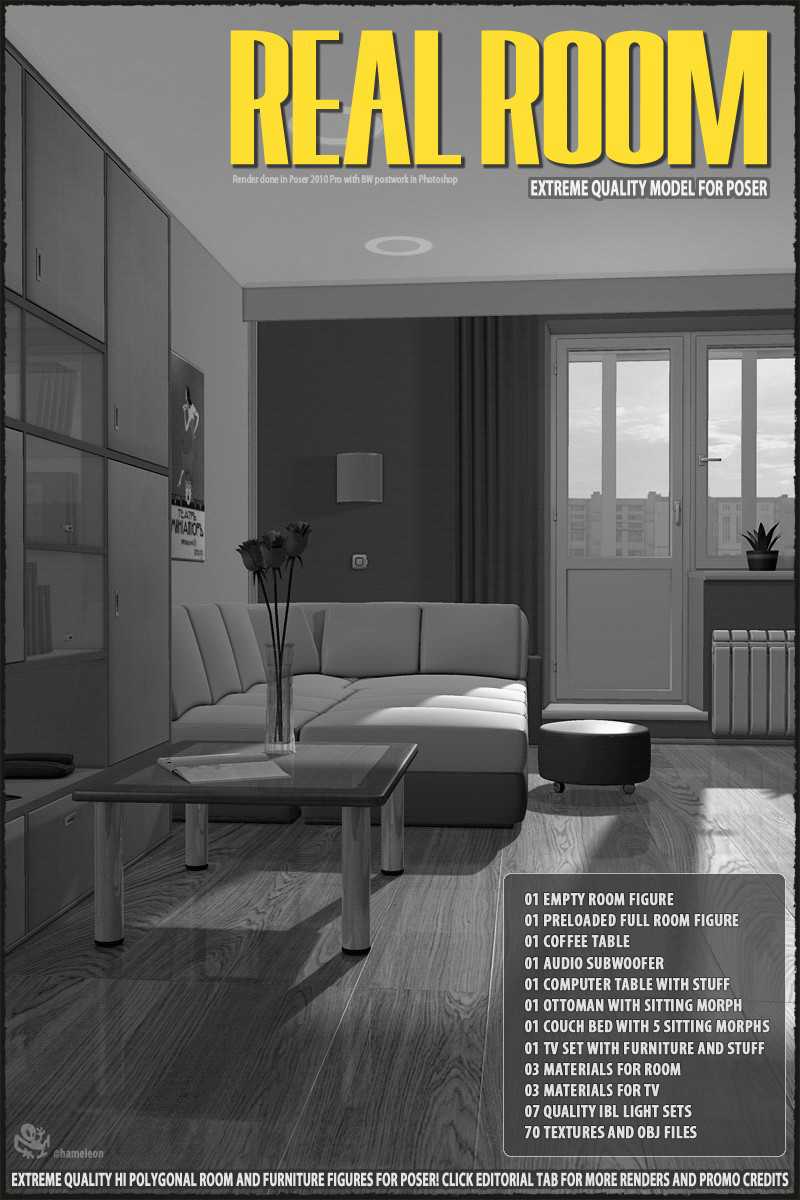 REAL ROOM
Render done in Poser 2010 Pro with BW postwork in Photoshop
EXTREME QUALITY MODEL FOR POSER
ТЕАТРЪ
МИНІАТЮРЪ
01 EMPTY ROOM FIGURE
01 PRELOADED FULL ROOM FIGURE
01 COFFEE TABLE
01 AUDIO SUBWOOFER
01 COMPUTER TABLE WITH STUFF
01 OTTOMAN WITH SITTING MORPH
01 COUCH BED WITH 5 SITTING MORPHS
01 TV SET WITH FURNITURE AND STUFF
03 MATERIALS FOR ROOM
03 MATERIALS FOR TV
07 QUALITY IBL LIGHT SETS
70 TEXTURES AND OBJ FILES
@hameleon
EXTREME QUALITY HI POLYGONAL ROOM AND FURNITURE FIGURES FOR POSER! CLICK EDITORIAL TAB FOR MORE RENDERS AND PROMO CREDITS